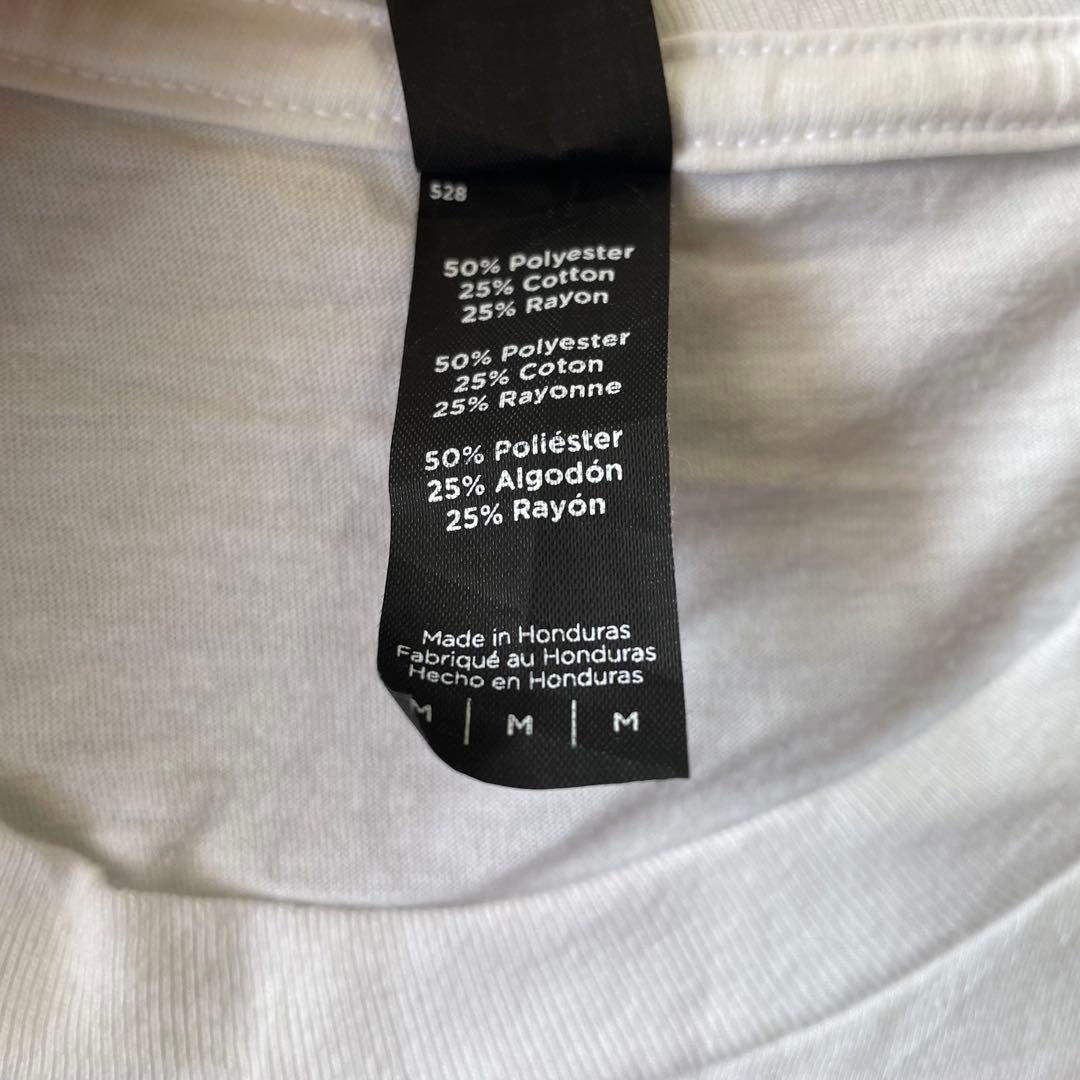 528
50% Polyester
25% Cotton
25% Rayon
50% Polyester
25% Coton
25% Rayonne
50% Poliéster
25% Algodón
25% Rayón
Made in Honduras
Fabriqué au Honduras
Hecho en Honduras
M | M | M